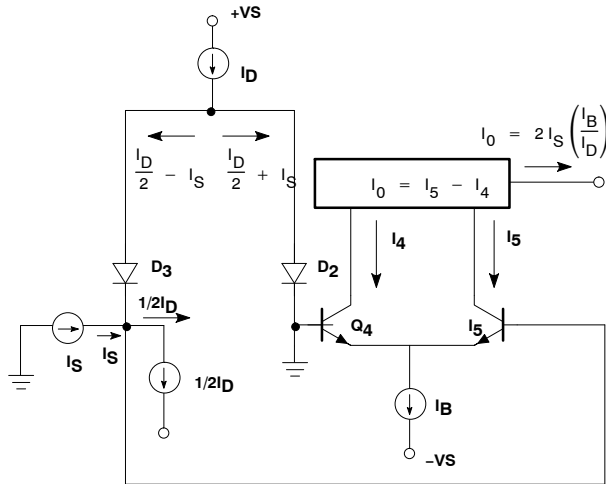 +VS
I_D
I_D/2 − I_S
I_D/2 + I_S
I_0 = 2 I_S (I_B/I_D)
I_0 = I_5 − I_4
I_4
I_5
D_3
D_2
1/2I_D
Q_4
I_5
I_S
I_S
1/2I_D
I_B
−VS